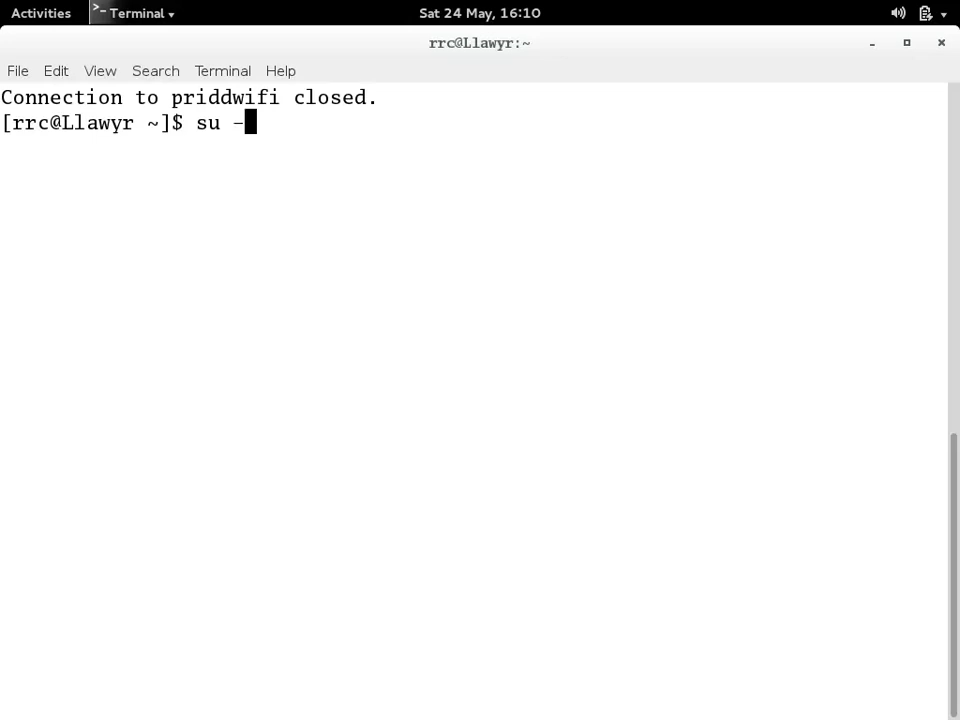 Activities >_ Terminal ▾ Sat 24 May, 16:10
rrc@Llawyr:~
File Edit View Search Terminal Help
Connection to priddwifi closed.
[rrc@Llawyr ~]$ su -